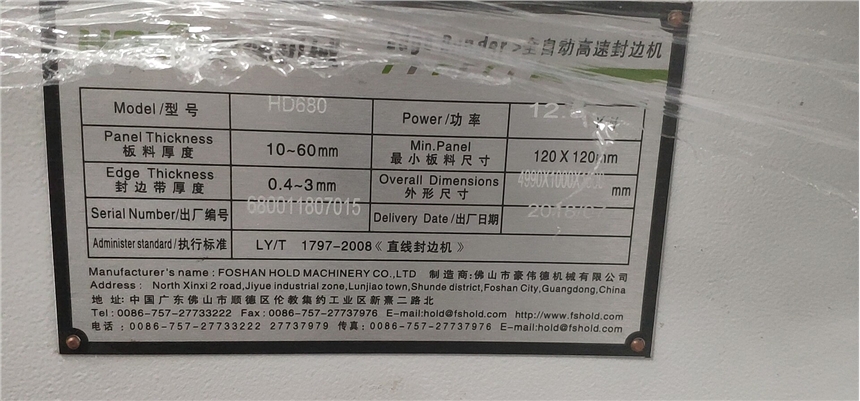 Edge Bander>全自动高速封边机
Model/型号 HD680 Power/功率
Panel Thickness 板料厚度 10~60mm Min.Panel 最小板料尺寸 120X120mm
Edge Thickness 封边带厚度 0.4~3mm Overall Dimensions 外形尺寸 mm
Serial Number/出厂编号 680011807015 Delivery Date/出厂日期
Administer standard/执行标准 LY/T 1797-2008《直线封边机》
Manufacturer's name : FOSHAN HOLD MACHINERY CO.,LTD 制造商:佛山市豪伟德机械有限公司
Address : North Xinxi 2 road,Jiyue industrial zone,Lunjiao town,Shunde district,Foshan City,Guangdong,China
地 址: 中国广东佛山市顺德区伦教集约工业区新熹二路北
Tel : 0086-757-27733222 Fax : 0086-757-27737976 E-mail:hold@fshold.com http://www.fshold.com
电话 : 0086-757-27733222 27737979 传真 : 0086-757-27737976 E-mail:hold@fshold.com